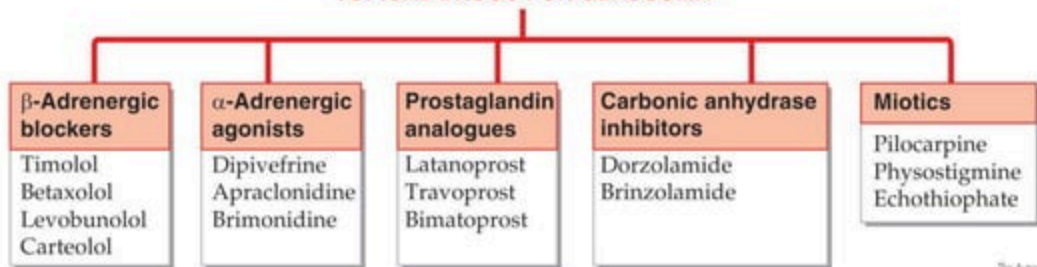 β-Adrenergic
blockers
Timolol
Betaxolol
Levobunolol
Carteolol
α-Adrenergic
agonists
Dipivefrine
Apraclonidine
Brimonidine
Prostaglandin
analogues
Latanoprost
Travoprost
Bimatoprost
Carbonic anhydrase
inhibitors
Dorzolamide
Brinzolamide
Miotics
Pilocarpine
Physostigmine
Echothiophate